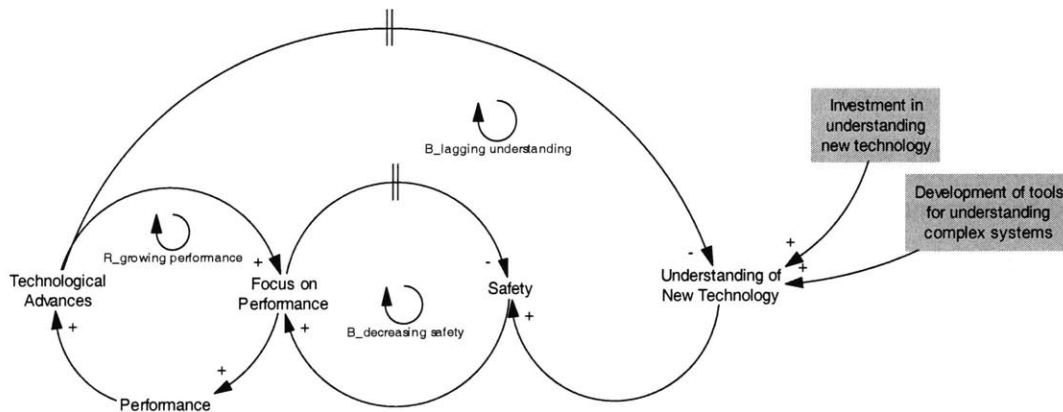 Investment in
understanding
new technology
B_lagging understanding
Development of tools
for understanding
complex systems
R_growing performance
+
-
-
+
+
Technological
Advances
Focus on
Performance
Safety
Understanding of
New Technology
+
+
+
B_decreasing safety
+
Performance